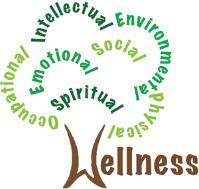 Intellectual
Environmental
Social
Emotional
Occupational
Spiritual
Physical
Wellness